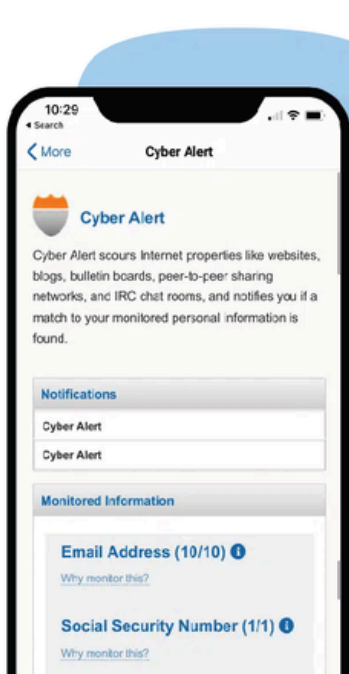 10:29
Search
More
Cyber Alert
Cyber Alert
Cyber Alert scours Internet properties like websites,
blogs, bulletin boards, peer-to-peer sharing
networks, and IRC chat rooms, and notifies you if a
match to your monitored personal information is
found.
Notifications
Cyber Alert
Cyber Alert
Monitored Information
Email Address (10/10)
Why monitor this?
Social Security Number (1/1)
Why monitor this?